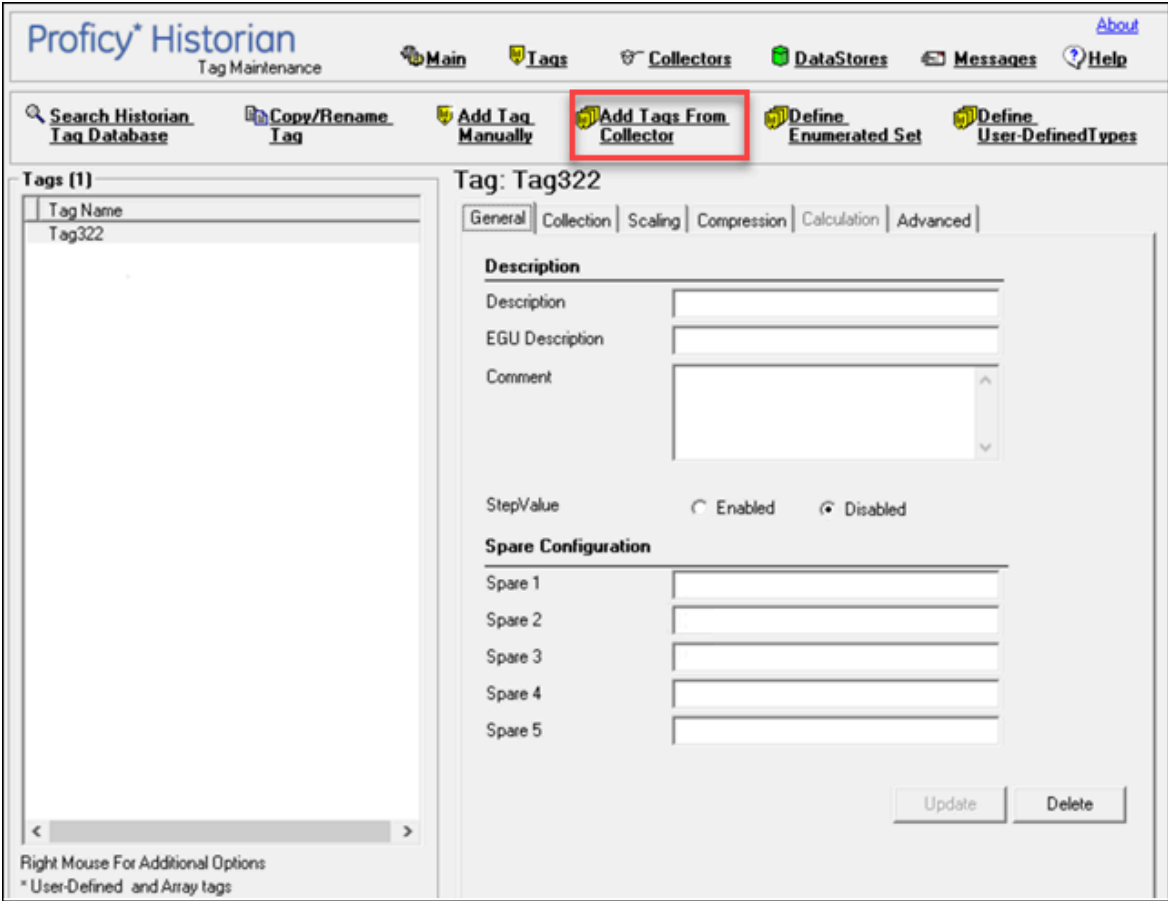 Proficy* Historian
Tag Maintenance
About
Main Tags Collectors DataStores Messages Help
Search Historian Tag Database
Copy/Rename Tag
Add Tag Manually
Add Tags From Collector
Define Enumerated Set
Define User-DefinedTypes
Tags (1)
Tag Name
Tag322
Right Mouse For Additional Options
* User-Defined and Array tags
Tag: Tag322
General Collection Scaling Compression Calculation Advanced
Description
Description
EGU Description
Comment
StepValue Enabled Disabled
Spare Configuration
Spare 1
Spare 2
Spare 3
Spare 4
Spare 5
Update Delete